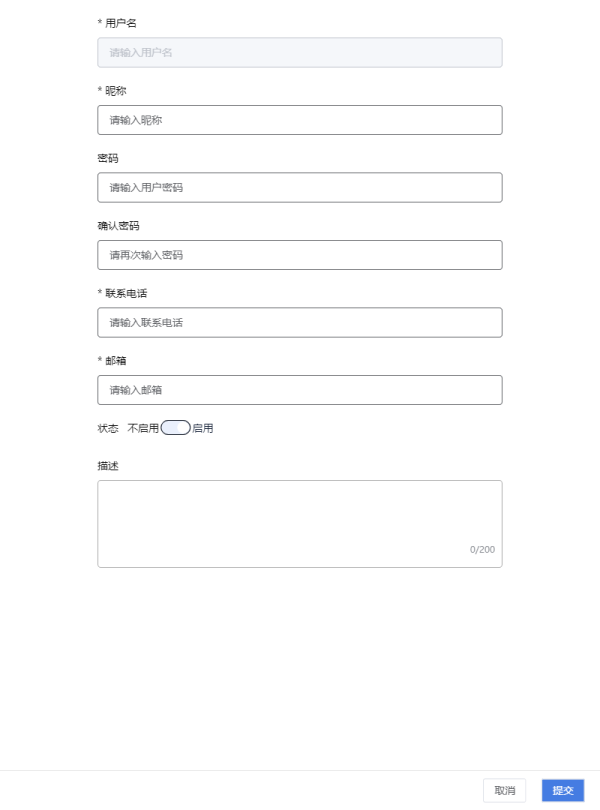 * 用户名
请输入用户名
* 昵称
请输入昵称
密码
请输入用户密码
确认密码
请再次输入密码
* 联系电话
请输入联系电话
* 邮箱
请输入邮箱
状态 不启用 启用
描述
0/200
取消 提交